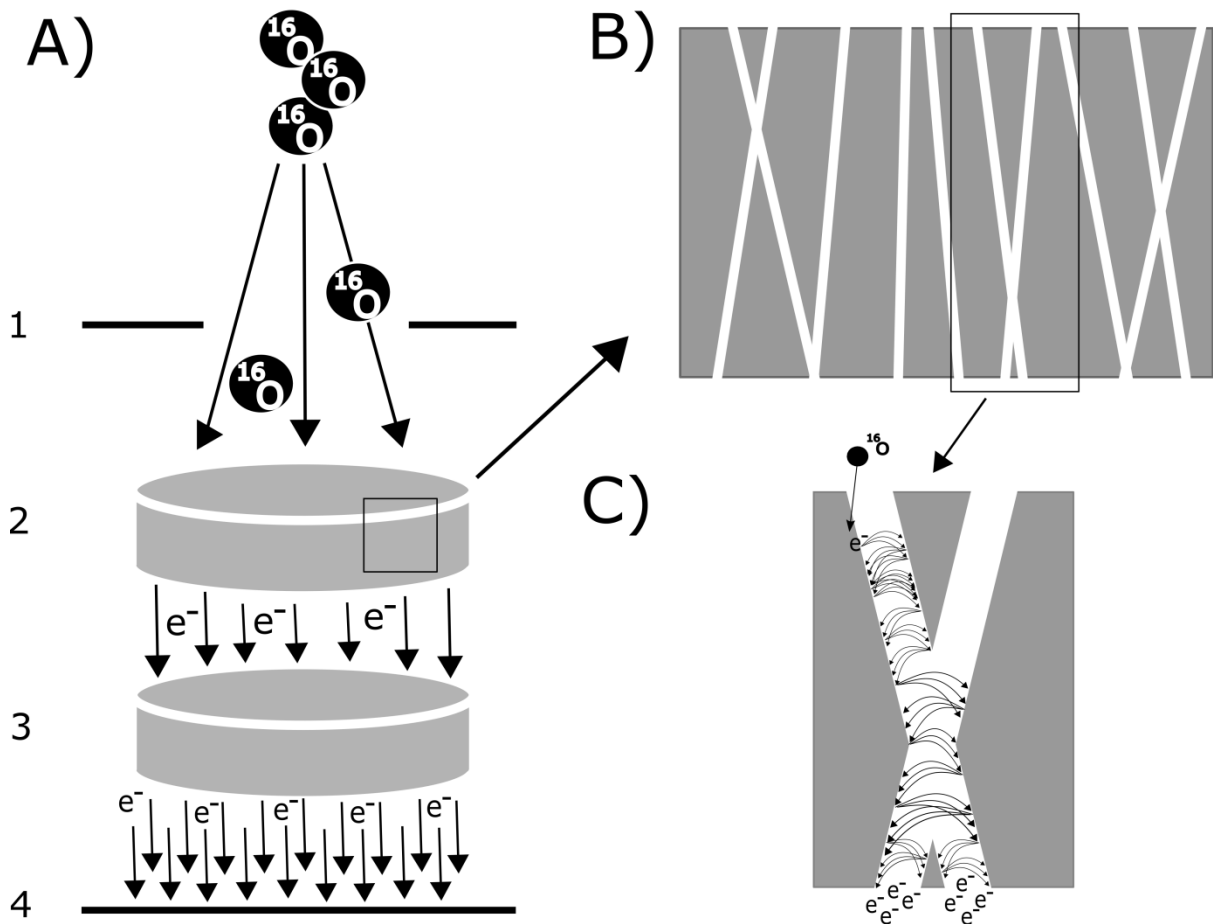 A)
16O
16O
16O
16O
1
16O
2
e- e- e-
3
e- e- e- e-
4
B)
C)
16O
e-
e- e- e- e- e- e- e- e-